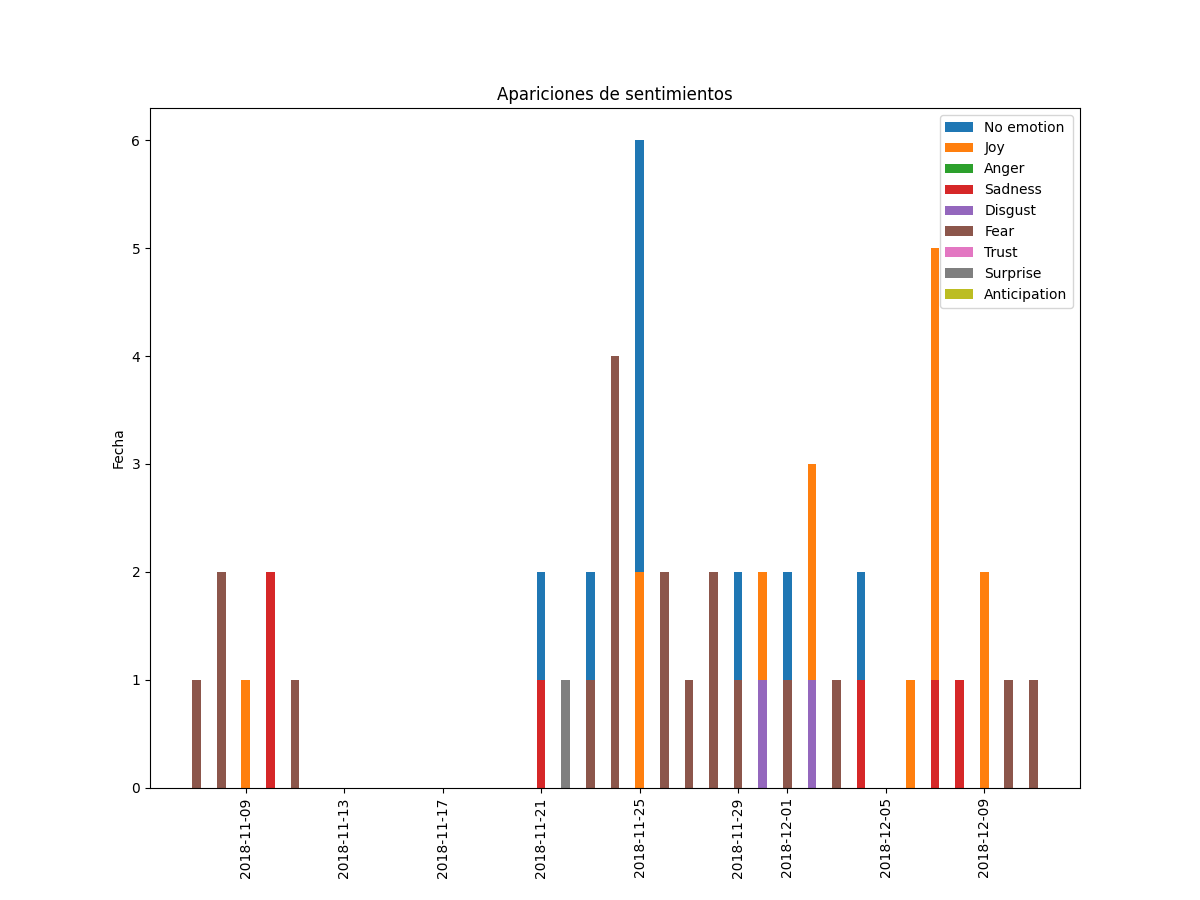 Apariciones de sentimientos
No emotion
Joy
Anger
Sadness
Disgust
Fear
Trust
Surprise
Anticipation
Fecha
6
5
4
3
2
1
0
2018-11-09
2018-11-13
2018-11-17
2018-11-21
2018-11-25
2018-11-29
2018-12-01
2018-12-05
2018-12-09